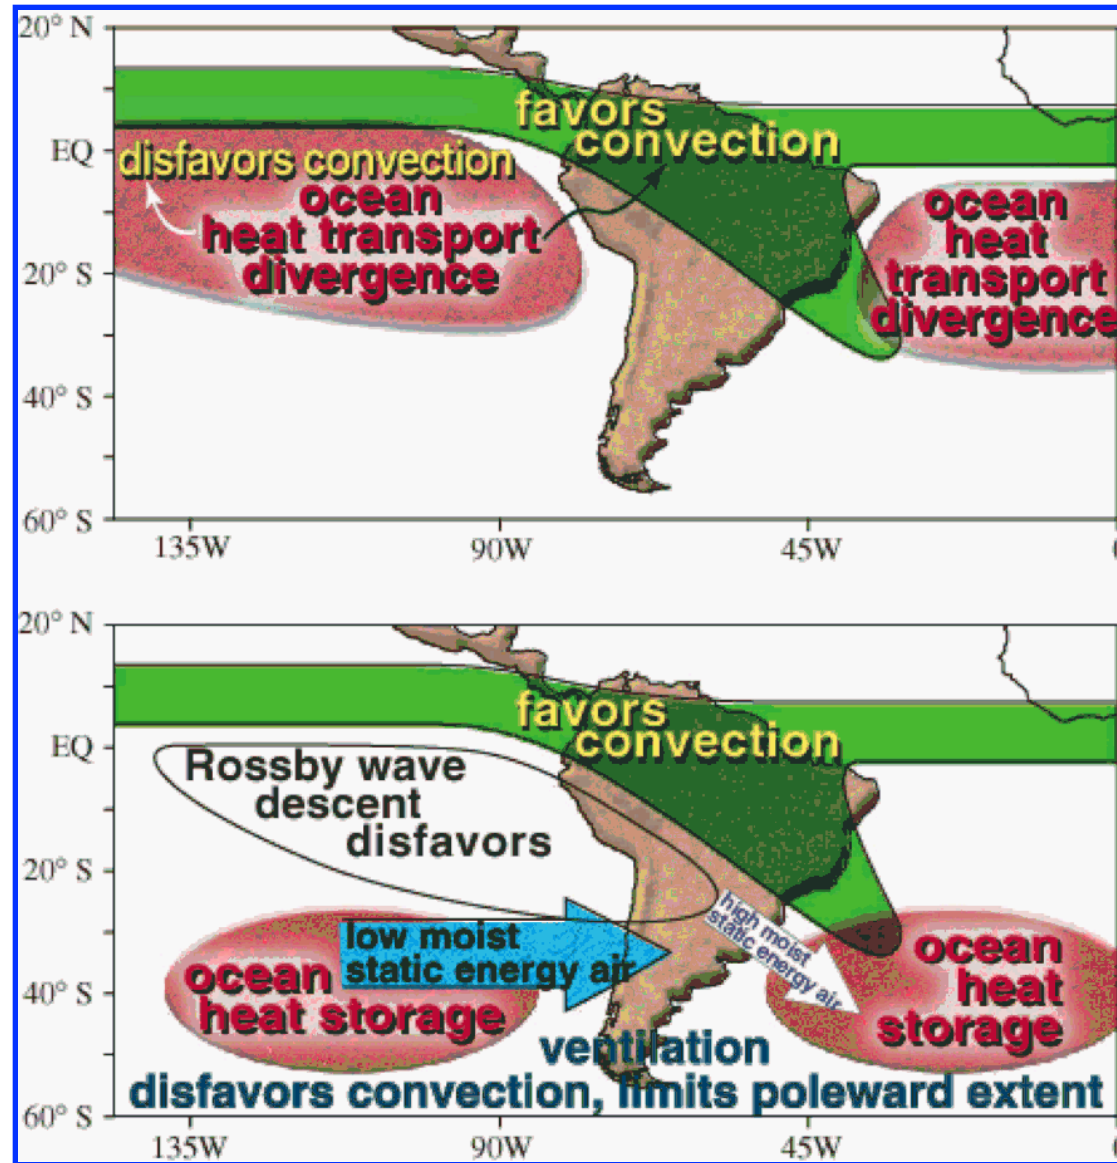 20° N
favors
convection
EQ
disfavors convection
ocean
heat transport
divergence
ocean
heat
transport
divergence
20° S
40° S
60° S
135W
90W
45W
20° N
favors
convection
EQ
Rossby wave
descent
disfavors
20° S
high moist
static energy air
low moist
static energy air
ocean
heat storage
40° S
ocean
heat
storage
ventilation
disfavors convection, limits poleward extent
60° S
135W
90W
45W